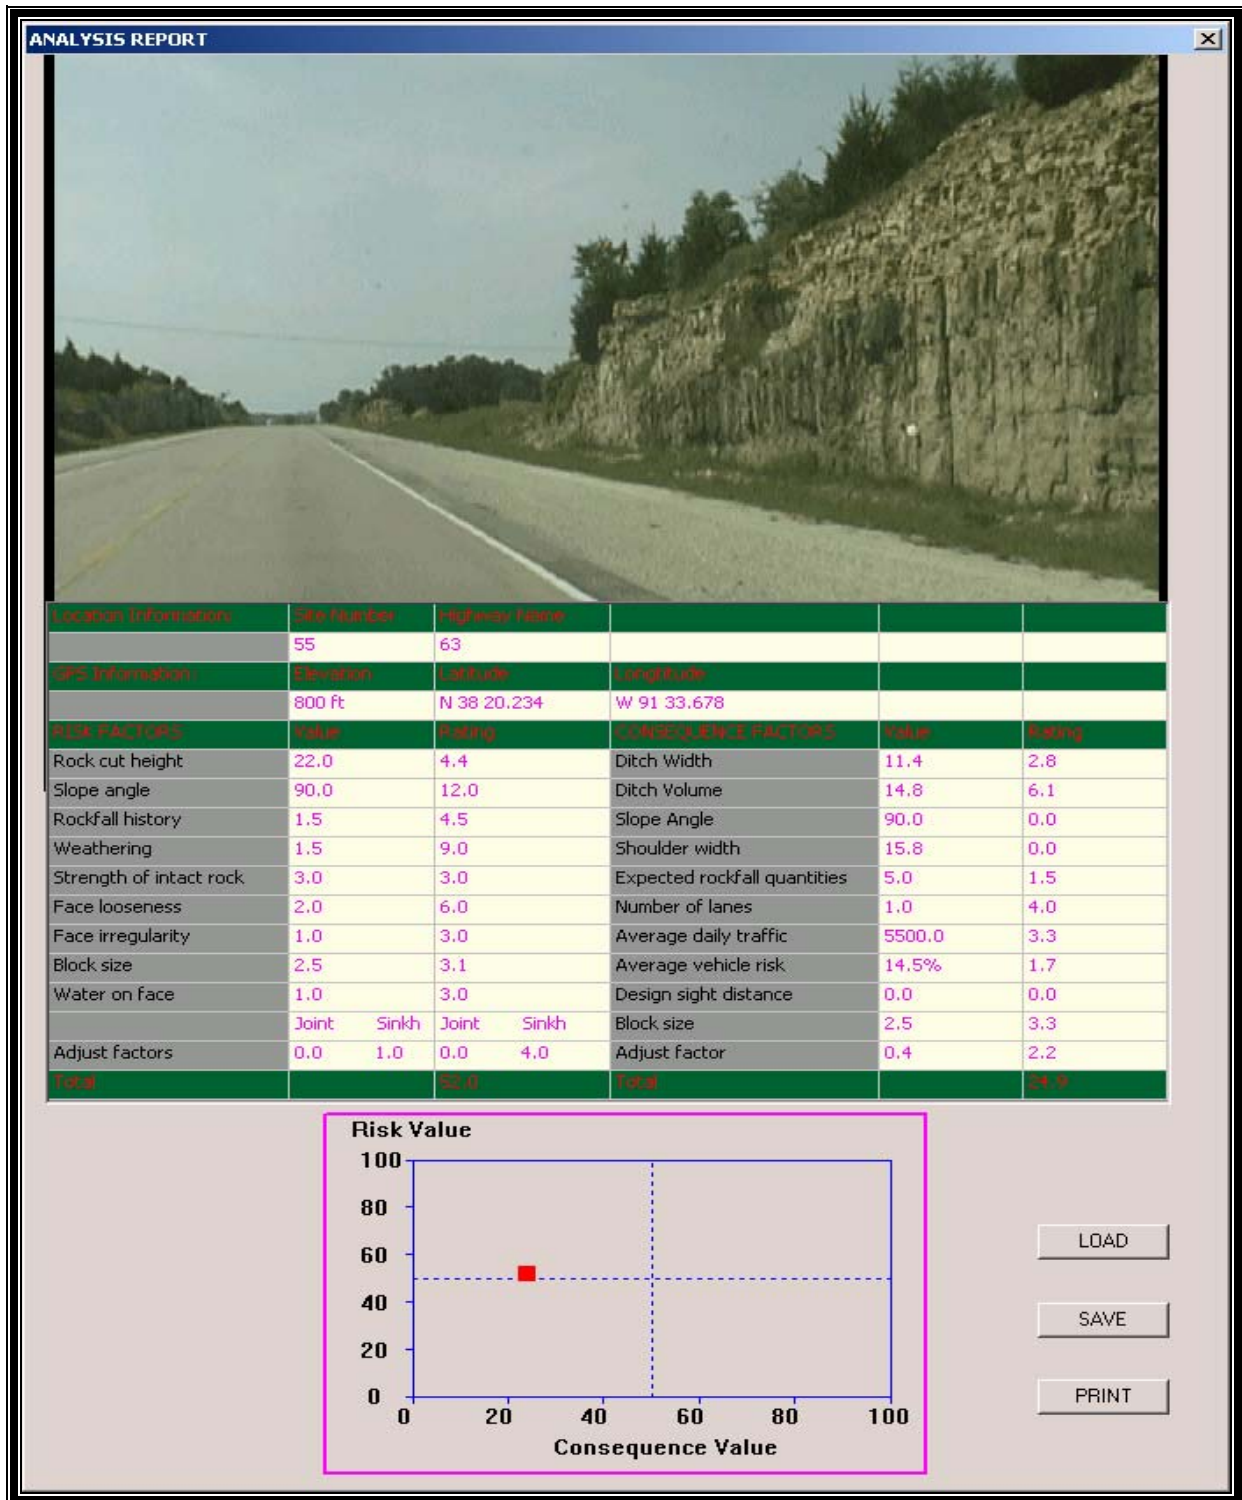 ANALYSIS REPORT
Location Information: Site Number Highway Name
55 63
GPS Information: Elevation Latitude Longtitude
800 ft N 38 20.234 W 91 33.678
RISK FACTORS Value Rating CONSEQUENCE FACTORS Value Rating
Rock cut height 22.0 4.4 Ditch Width 11.4 2.8
Slope angle 90.0 12.0 Ditch Volume 14.8 6.1
Rockfall history 1.5 4.5 Slope Angle 90.0 0.0
Weathering 1.5 9.0 Shoulder width 15.8 0.0
Strength of intact rock 3.0 3.0 Expected rockfall quantities 5.0 1.5
Face looseness 2.0 6.0 Number of lanes 1.0 4.0
Face irregularity 1.0 3.0 Average daily traffic 5500.0 3.3
Block size 2.5 3.1 Average vehicle risk 14.5% 1.7
Water on face 1.0 3.0 Design sight distance 0.0 0.0
Joint Sinkh Joint Sinkh Block size 2.5 3.3
Adjust factors 0.0 1.0 0.0 4.0 Adjust factor 0.4 2.2
Total 52.0 Total 24.9
Risk Value
100
80
60
40
20
0
0 20 40 60 80 100
Consequence Value
LOAD
SAVE
PRINT